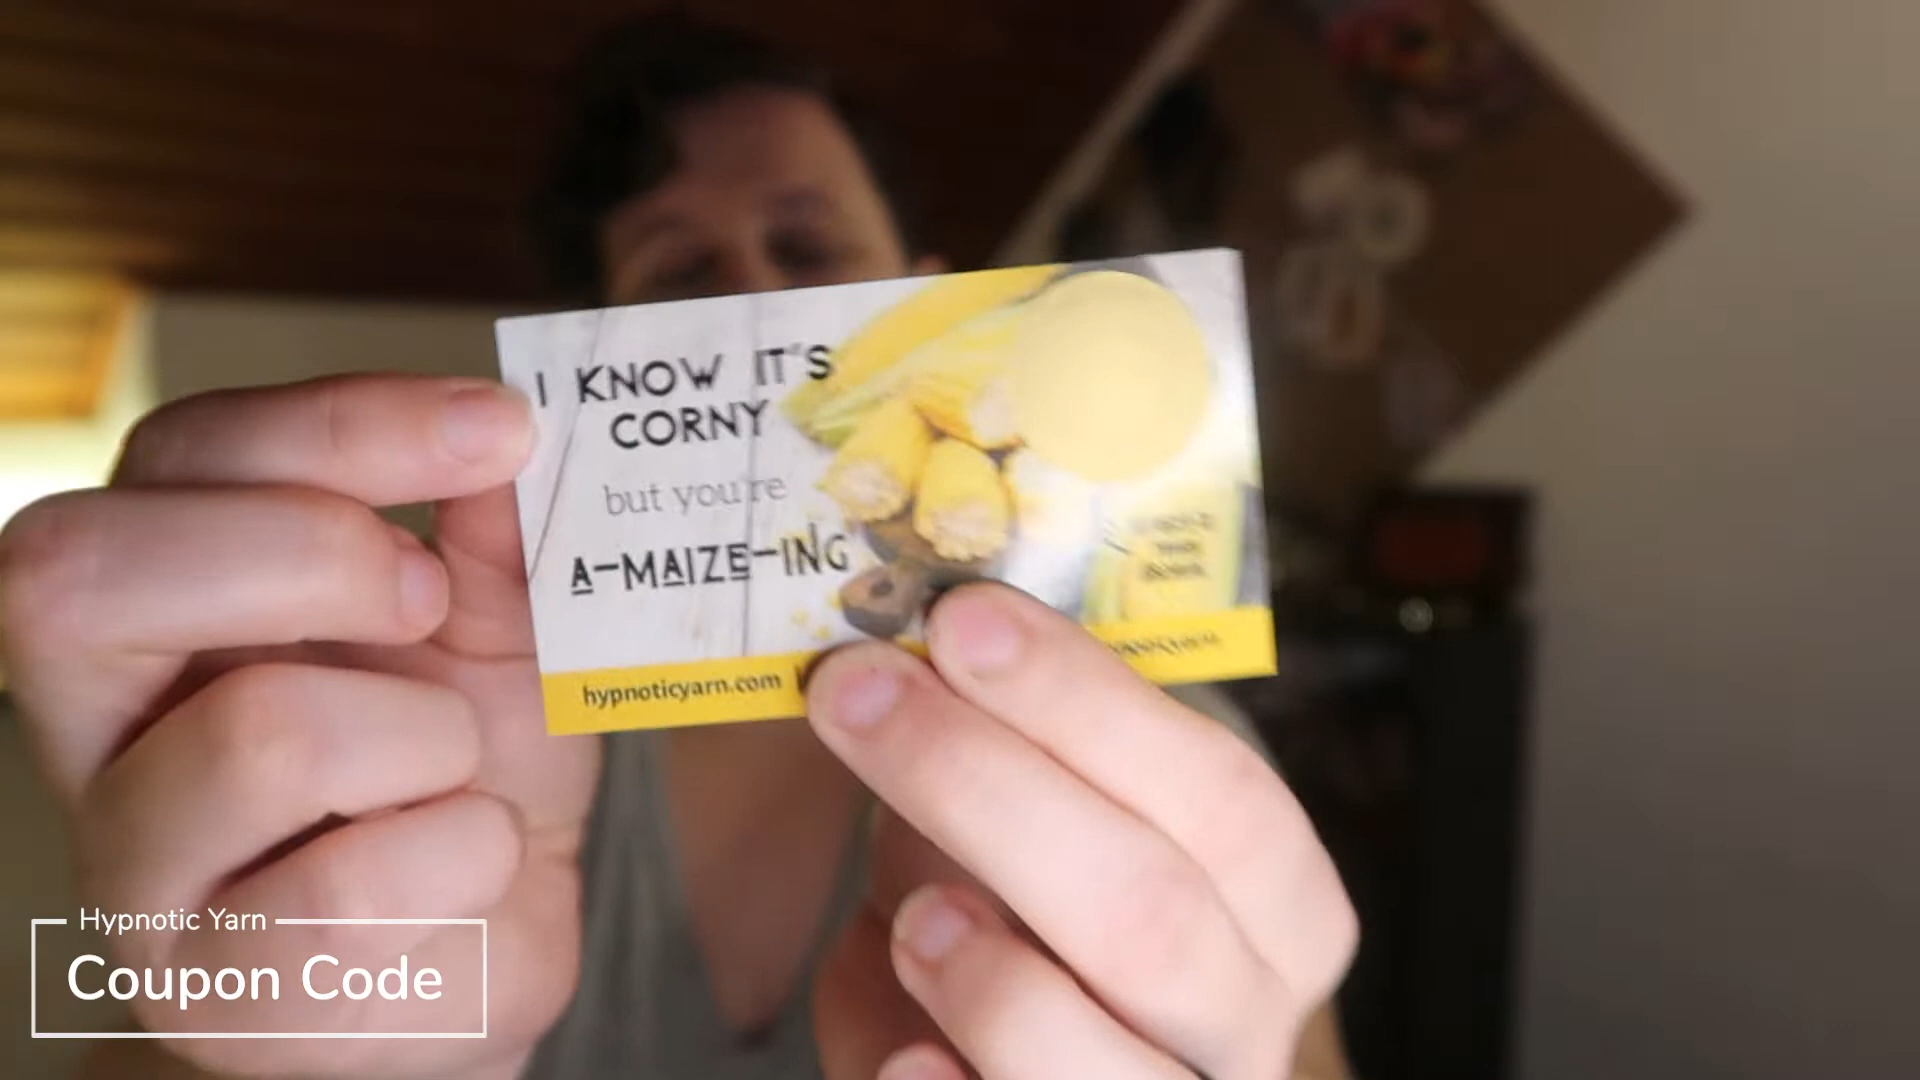 I KNOW IT'S
CORNY
but you're
A-MAIZE-ING
hypnoticyarn.com
Hypnotic Yarn
Coupon Code